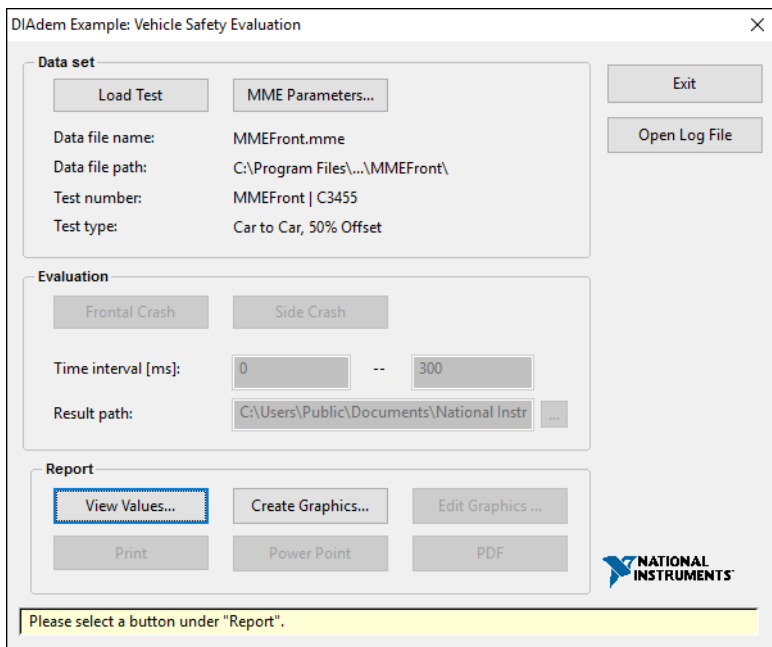 DIAdem Example: Vehicle Safety Evaluation
Data set
Load Test
MME Parameters...
Exit
Open Log File
Data file name: MMEFront.mme
Data file path: C:\Program Files\...\MMEFront\
Test number: MMEFront | C3455
Test type: Car to Car, 50% Offset
Evaluation
Frontal Crash
Side Crash
Time interval [ms]: 0 -- 300
Result path: C:\Users\Public\Documents\National Instr ...
Report
View Values...
Create Graphics...
Edit Graphics ...
Print
Power Point
PDF
NATIONAL
INSTRUMENTS
Please select a button under "Report".